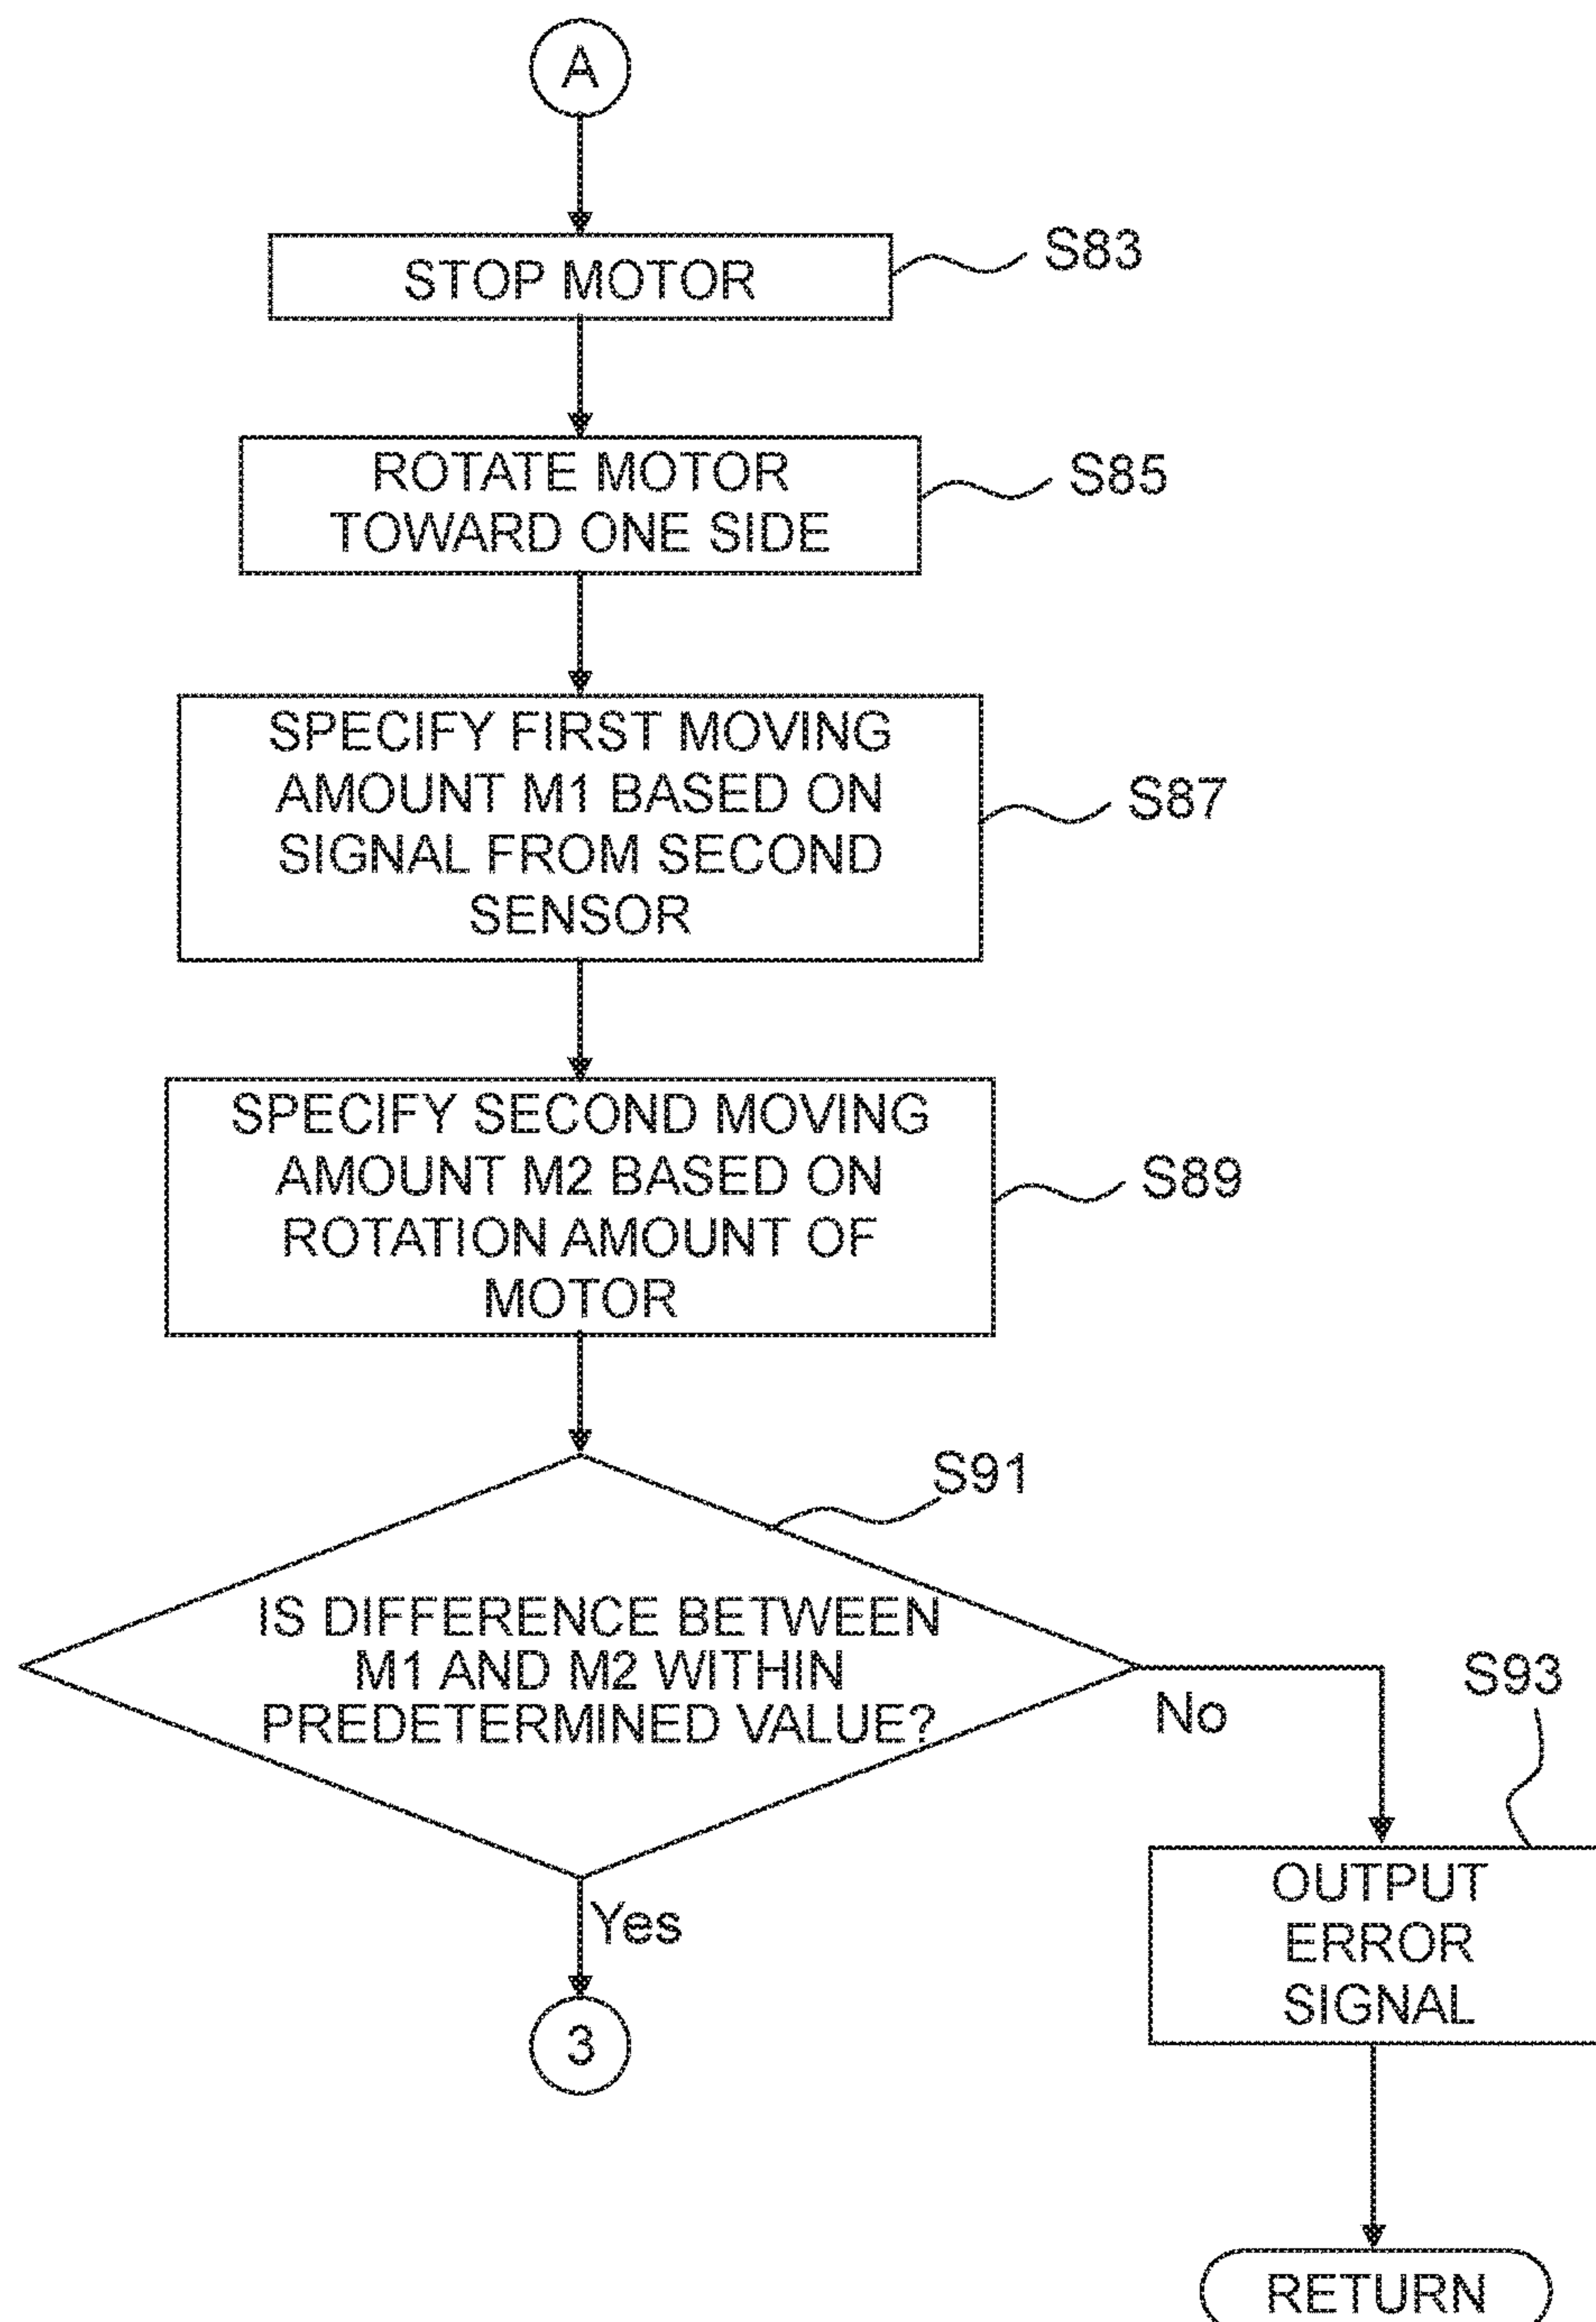 A
STOP MOTOR
S83
ROTATE MOTOR
TOWARD ONE SIDE
S85
SPECIFY FIRST MOVING
AMOUNT M1 BASED ON
SIGNAL FROM SECOND
SENSOR
S87
SPECIFY SECOND MOVING
AMOUNT M2 BASED ON
ROTATION AMOUNT OF
MOTOR
S89
S91
IS DIFFERENCE BETWEEN
M1 AND M2 WITHIN
PREDETERMINED VALUE?
No
S93
Yes
OUTPUT
ERROR
SIGNAL
3
RETURN